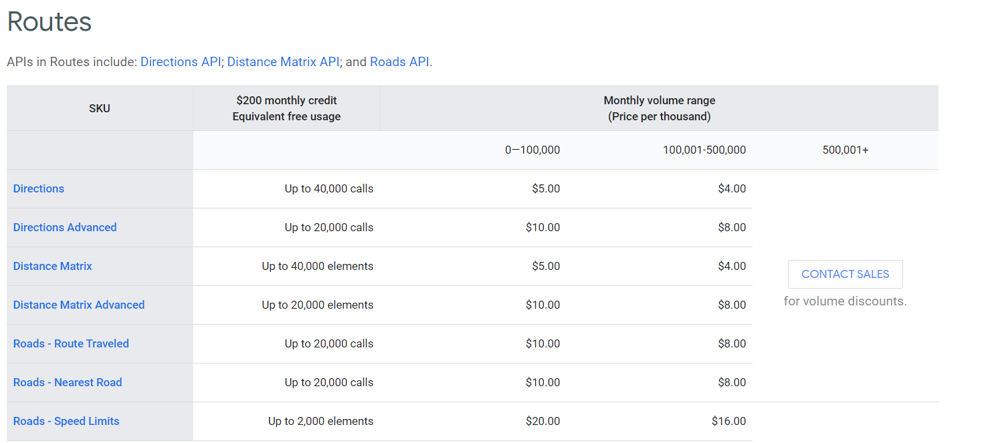 Routes
APIs in Routes include: Directions API; Distance Matrix API; and Roads API.
SKU
$200 monthly credit
Equivalent free usage
Monthly volume range
(Price per thousand)
0—100,000 100,001-500,000 500,001+
Directions Up to 40,000 calls $5.00 $4.00
Directions Advanced Up to 20,000 calls $10.00 $8.00
Distance Matrix Up to 40,000 elements $5.00 $4.00
CONTACT SALES
for volume discounts.
Distance Matrix Advanced Up to 20,000 elements $10.00 $8.00
Roads - Route Traveled Up to 20,000 calls $10.00 $8.00
Roads - Nearest Road Up to 20,000 calls $10.00 $8.00
Roads - Speed Limits Up to 2,000 elements $20.00 $16.00